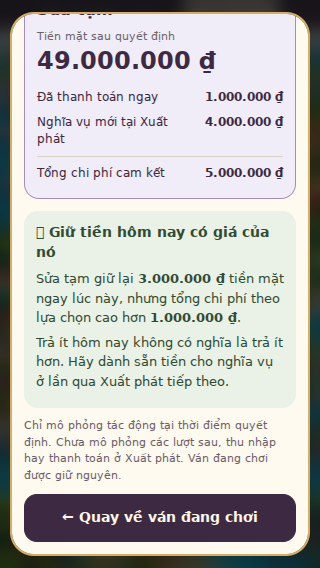 Tiền mặt sau quyết định
49.000.000 ₫
Đã thanh toán ngay 1.000.000 ₫
Nghĩa vụ mới tại Xuất 4.000.000 ₫
phát
Tổng chi phí cam kết 5.000.000 ₫
Giữ tiền hôm nay có giá của
nó
Sửa tạm giữ lại 3.000.000 ₫ tiền mặt
ngay lúc này, nhưng tổng chi phí theo
lựa chọn cao hơn 1.000.000 ₫.
Trả ít hôm nay không có nghĩa là trả ít
hơn. Hãy dành sẵn tiền cho nghĩa vụ
ở lần qua Xuất phát tiếp theo.
Chỉ mô phỏng tác động tại thời điểm quyết
định. Chưa mô phỏng các lượt sau, thu nhập
hay thanh toán ở Xuất phát. Ván đang chơi
được giữ nguyên.
← Quay về ván đang chơi